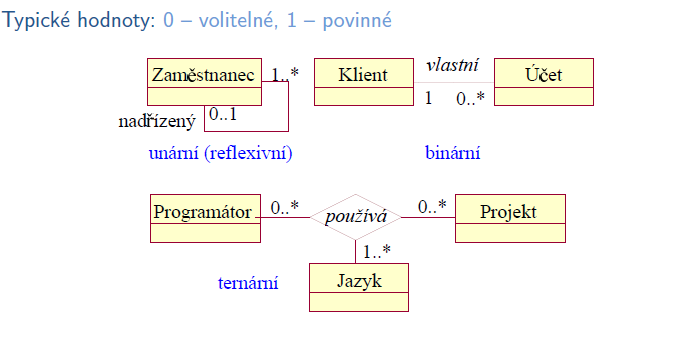 Typické hodnoty: 0 – volitelné, 1 – povinné
Zaměstnanec 1..* Klient vlastní Účet
1 0..*
nadřízený 0..1
unární (reflexivní) binární
Programátor 0..* používá 0..* Projekt
1..*
ternární Jazyk